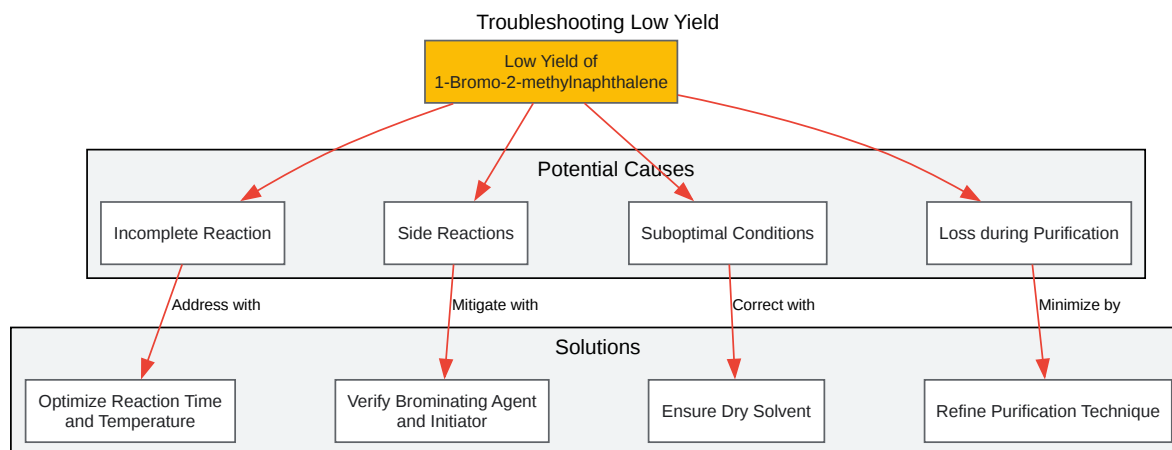 Troubleshooting Low Yield
Low Yield of
1-Bromo-2-methylnaphthalene
Potential Causes
Incomplete Reaction
Side Reactions
Suboptimal Conditions
Loss during Purification
Address with
Mitigate with
Correct with
Minimize by
Solutions
Optimize Reaction Time
and Temperature
Verify Brominating Agent
and Initiator
Ensure Dry Solvent
Refine Purification Technique